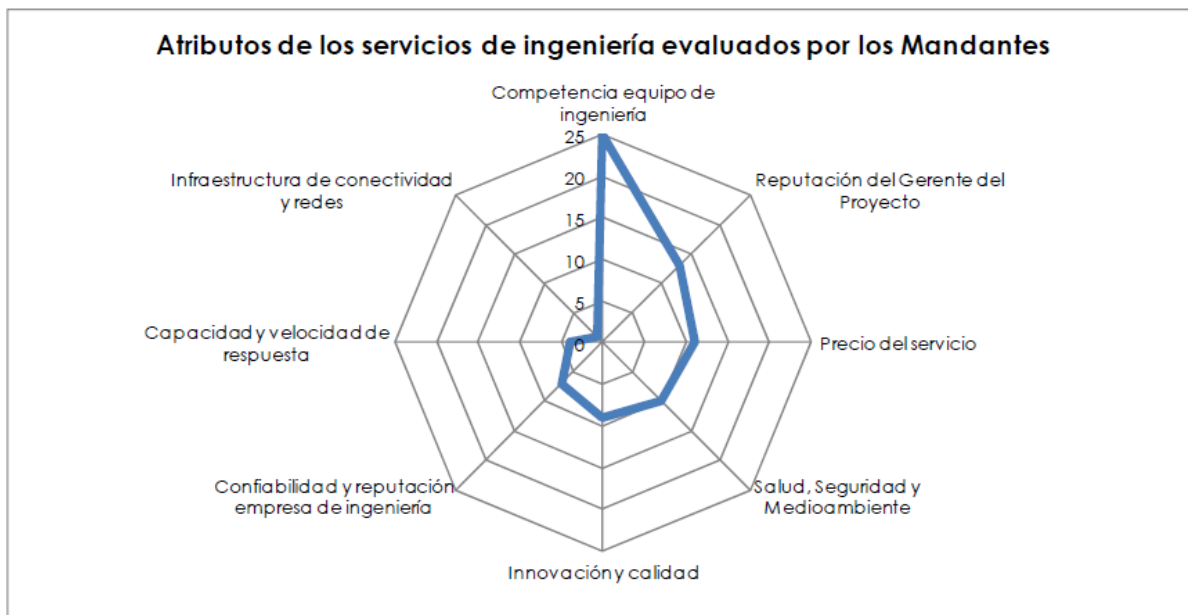 Atributos de los servicios de ingeniería evaluados por los Mandantes
Competencia equipo de
ingeniería
25
20
15
10
5
0
Infraestructura de conectividad
y redes
Reputación del Gerente del
Proyecto
Capacidad y velocidad de
respuesta
Precio del servicio
Confiabilidad y reputación
empresa de ingeniería
Salud, Seguridad y
Medioambiente
Innovación y calidad